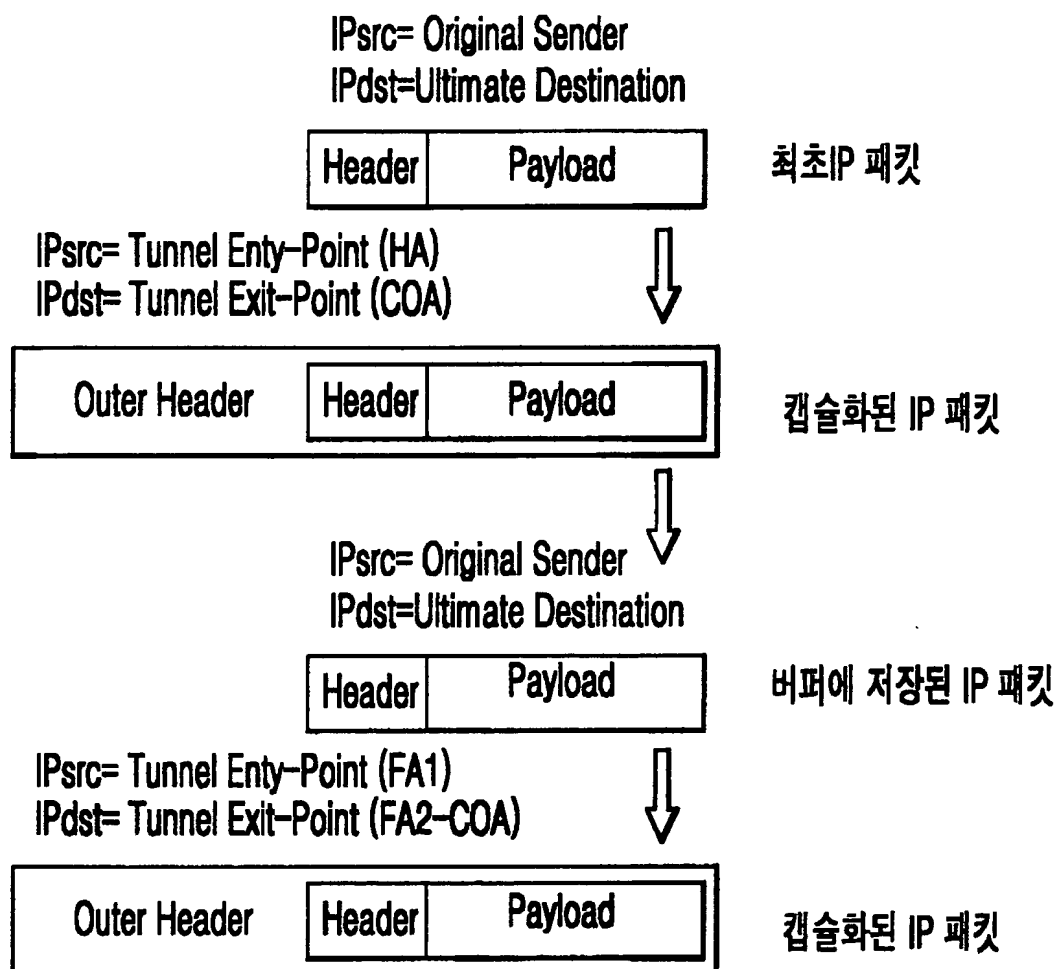 IPsrc= Original Sender
IPdst=Ultimate Destination
Header Payload 최초IP 패킷
IPsrc= Tunnel Enty-Point (HA)
IPdst= Tunnel Exit-Point (COA)
Outer Header Header Payload 캡슐화된 IP 패킷
IPsrc= Original Sender
IPdst=Ultimate Destination
Header Payload 버퍼에 저장된 IP 패킷
IPsrc= Tunnel Enty-Point (FA1)
IPdst= Tunnel Exit-Point (FA2-COA)
Outer Header Header Payload 캡슐화된 IP 패킷